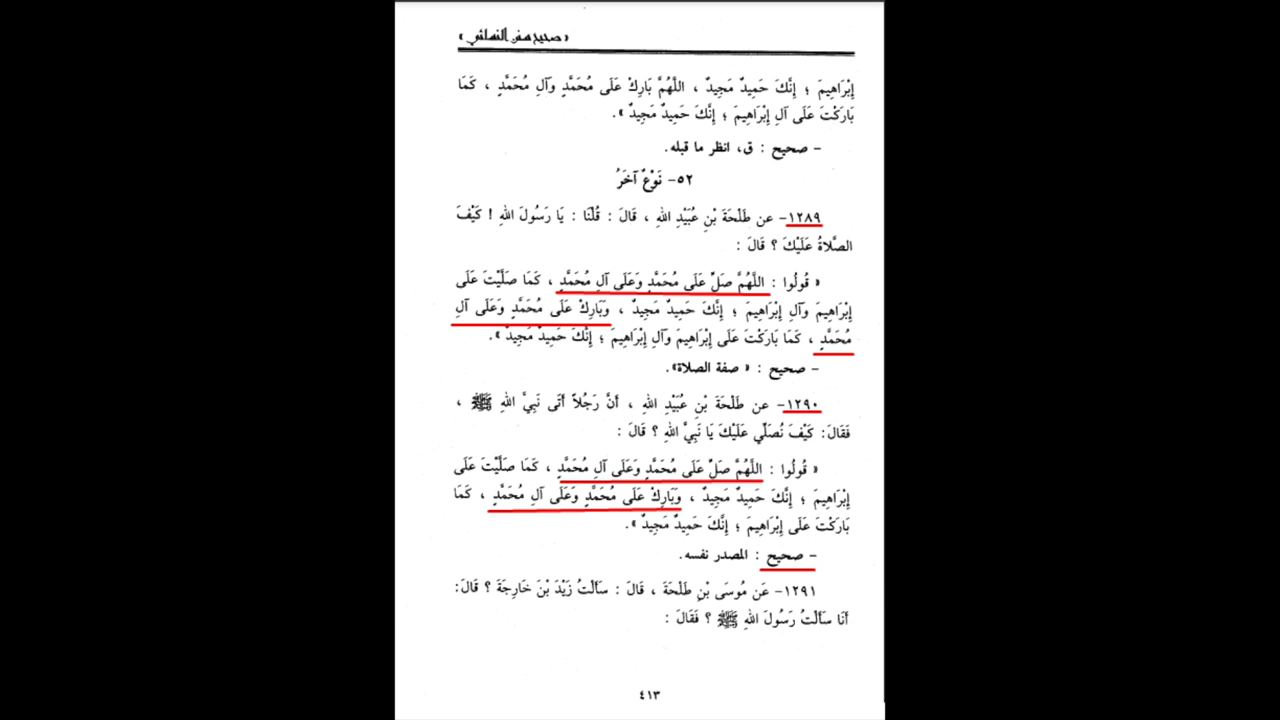 « صحيح سنن النسائي »
إِبْرَاهِيمَ ؛ إِنَّكَ حَمِيدٌ مَجِيدٌ ، اللَّهُمَّ بَارِكْ عَلَى مُحَمَّدٍ وَآلِ مُحَمَّدٍ ، كَمَا
بَارَكْتَ عَلَى آلِ إِبْرَاهِيمَ ؛ إِنَّكَ حَمِيدٌ مَجِيدٌ » .
– صحيح : ق، انظر ما قبله.
٥٢- نَوْعٌ آخَرُ
١٢٨٩- عن طَلْحَةَ بْنِ عُبَيْدِ اللهِ ، قَالَ : قُلْنَا : يَا رَسُولَ اللهِ ! كَيْفَ
الصَّلاَةُ عَلَيْكَ ؟ قَالَ :
« قُولُوا : اللَّهُمَّ صَلِّ عَلَى مُحَمَّدٍ وَعَلَى آلِ مُحَمَّدٍ ، كَمَا صَلَّيْتَ عَلَى
إِبْرَاهِيمَ وَآلِ إِبْرَاهِيمَ ؛ إِنَّكَ حَمِيدٌ مَجِيدٌ ، وَبَارِكْ عَلَى مُحَمَّدٍ وَعَلَى آلِ
مُحَمَّدٍ ، كَمَا بَارَكْتَ عَلَى إِبْرَاهِيمَ وَآلِ إِبْرَاهِيمَ ؛ إِنَّكَ حَمِيدٌ مَجِيدٌ » .
– صحيح : « صفة الصلاة» .
١٢٩٠- عن طَلْحَةَ بْنِ عُبَيْدِ اللهِ ، أَنَّ رَجُلاً أَتَى نَبِيَّ اللهِ ﷺ ،
فَقَالَ: كَيْفَ نُصَلِّي عَلَيْكَ يَا نَبِيَّ اللهِ ؟ قَالَ :
« قُولُوا : اللَّهُمَّ صَلِّ عَلَى مُحَمَّدٍ وَعَلَى آلِ مُحَمَّدٍ ، كَمَا صَلَّيْتَ عَلَى
إِبْرَاهِيمَ ؛ إِنَّكَ حَمِيدٌ مَجِيدٌ ، وَبَارِكْ عَلَى مُحَمَّدٍ وَعَلَى آلِ مُحَمَّدٍ ، كَمَا
بَارَكْتَ عَلَى إِبْرَاهِيمَ ؛ إِنَّكَ حَمِيدٌ مَجِيدٌ » .
– صحيح : المصدر نفسه.
١٢٩١- عَن مُوسَى بْنِ طَلْحَةَ ، قَالَ : سَأَلْتُ زَيْدَ بْنَ خَارِجَةَ ؟ قَالَ:
أَنَا سَأَلْتُ رَسُولَ اللهِ ﷺ ؟ فَقَالَ :
٤١٣